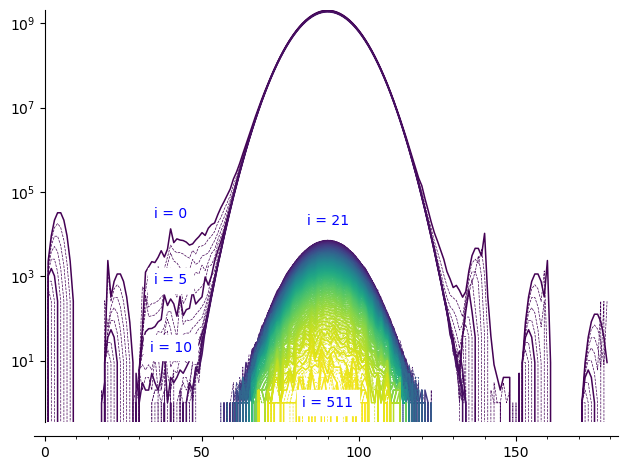 10⁹
10⁷
10⁵
i = 0
i = 21
10³
i = 5
i = 10
10¹
i = 511
0
50
100
150